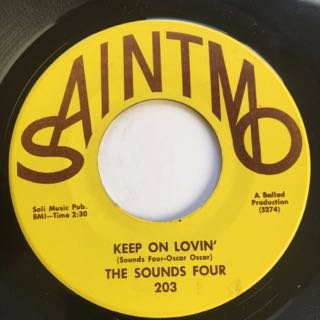 SAINTMO
Soli Music Pub.
BMI—Time 2:30
A Ballad
Production
(5274)
KEEP ON LOVIN'
(Sounds Four-Oscar Oscar)
THE SOUNDS FOUR
203